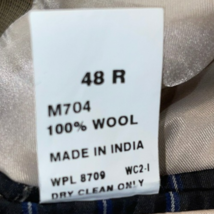 48 R
M704
100% WOOL
MADE IN INDIA
WPL 8709 WC2-I
DRY CLEAN ONLY